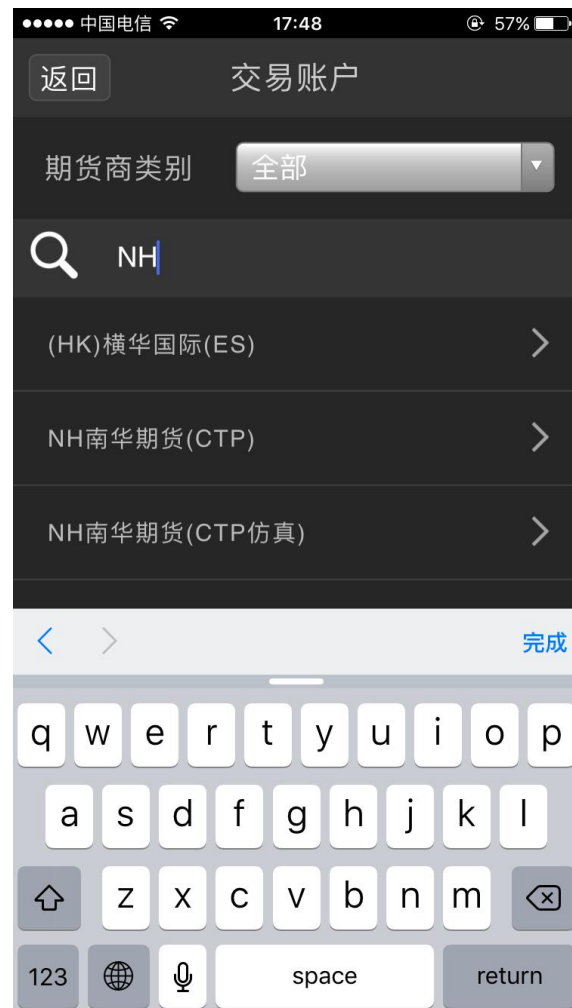 中国电信 17:48 57%
返回 交易账户
期货商类别 全部
NH
(HK)横华国际(ES)
NH南华期货(CTP)
NH南华期货(CTP仿真)
完成
q w e r t y u i o p
a s d f g h j k l
z x c v b n m
123 space return